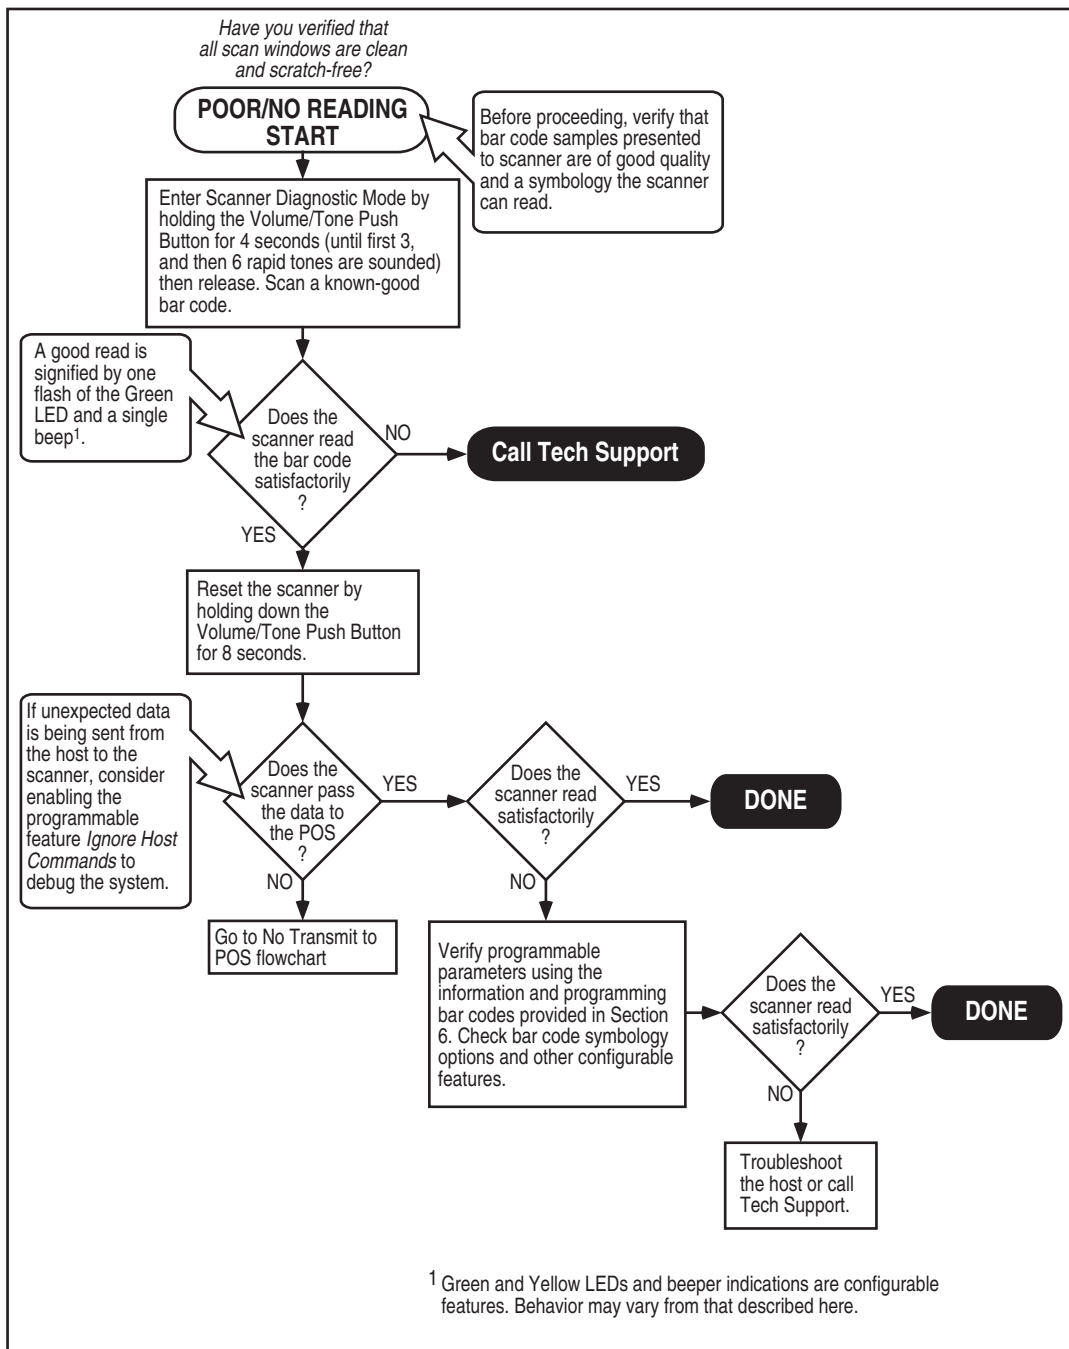 Have you verified that
all scan windows are clean
and scratch-free?
POOR/NO READING
START
Before proceeding, verify that
bar code samples presented
to scanner are of good quality
and a symbology the scanner
can read.
Enter Scanner Diagnostic Mode by
holding the Volume/Tone Push
Button for 4 seconds (until first 3,
and then 6 rapid tones are sounded)
then release. Scan a known-good
bar code.
A good read is
signified by one
flash of the Green
LED and a single
beep1.
Does the
scanner read
the bar code
satisfactorily
?
NO
Call Tech Support
YES
Reset the scanner by
holding down the
Volume/Tone Push Button
for 8 seconds.
If unexpected data
is being sent from
the host to the
scanner, consider
enabling the
programmable
feature Ignore Host
Commands to
debug the system.
Does the
scanner pass
the data to
the POS
?
YES
Does the
scanner read
satisfactorily
?
YES
DONE
NO
Go to No Transmit to
POS flowchart
NO
Verify programmable
parameters using the
information and programming
bar codes provided in Section
6. Check bar code symbology
options and other configurable
features.
Does the
scanner read
satisfactorily
?
YES
DONE
NO
Troubleshoot
the host or call
Tech Support.
1 Green and Yellow LEDs and beeper indications are configurable
features. Behavior may vary from that described here.